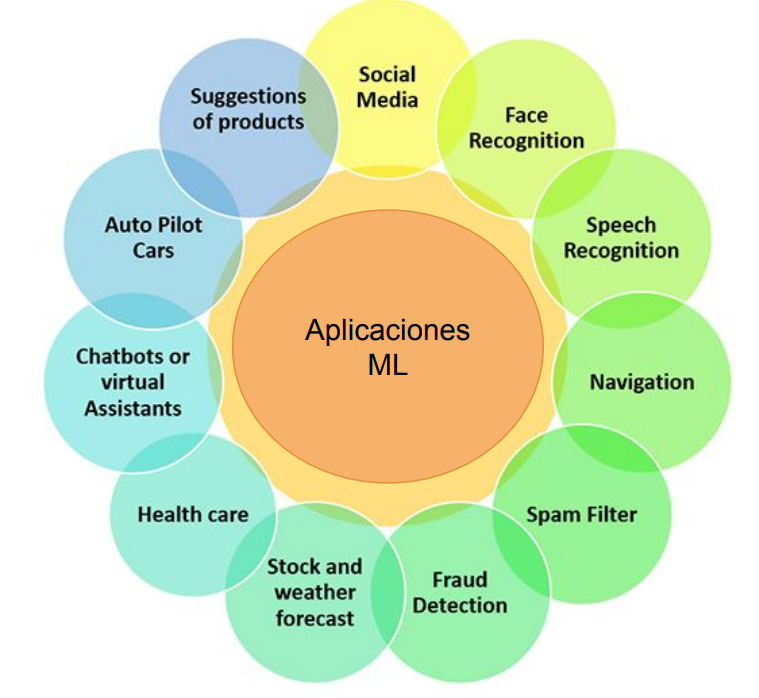 Social
Media
Face
Recognition
Speech
Recognition
Navigation
Spam Filter
Fraud
Detection
Stock and
weather
forecast
Health care
Chatbots or
virtual
Assistants
Auto Pilot
Cars
Suggestions
of products
Aplicaciones
ML